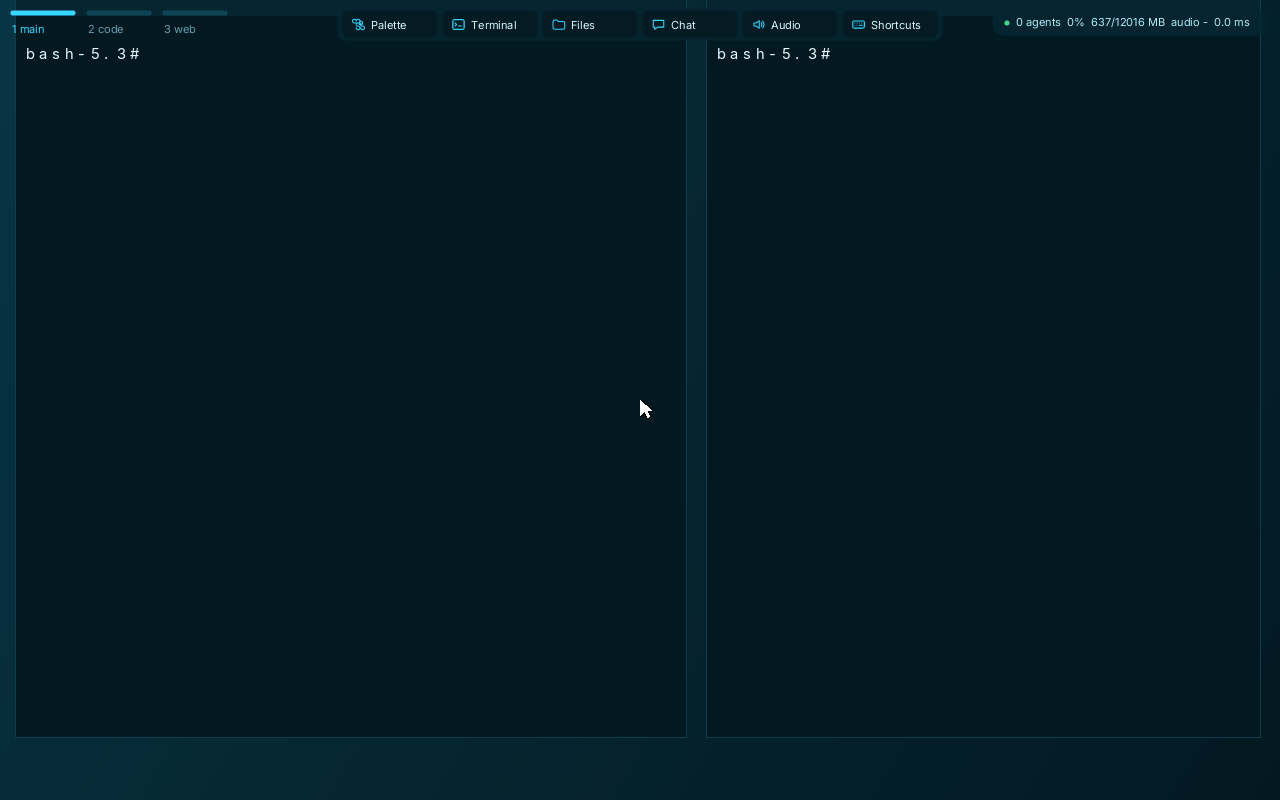 1 main 2 code 3 web
Palette Terminal Files Chat Audio Shortcuts
0 agents 0% 637/12016 MB audio - 0.0 ms
bash-5.3#
bash-5.3#